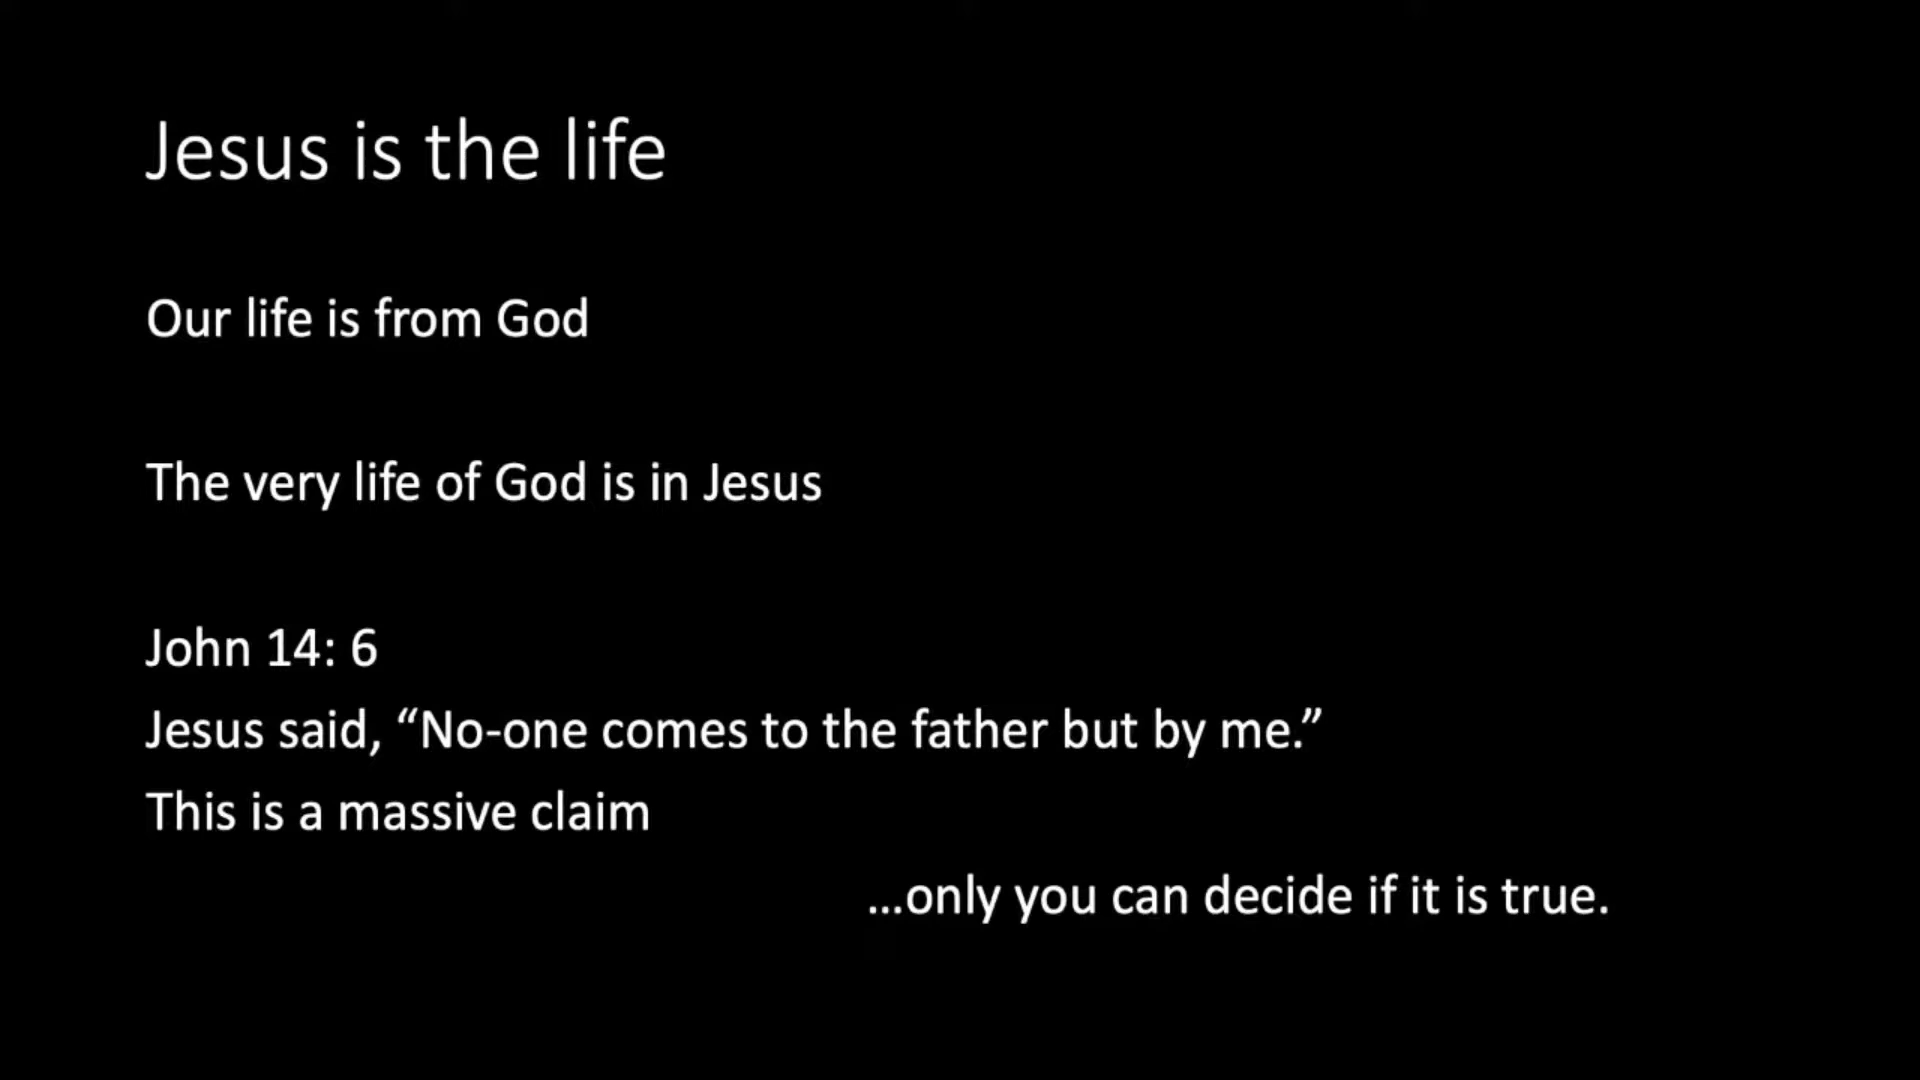 Jesus is the life
Our life is from God
The very life of God is in Jesus
John 14: 6
Jesus said, “No-one comes to the father but by me.”
This is a massive claim
…only you can decide if it is true.